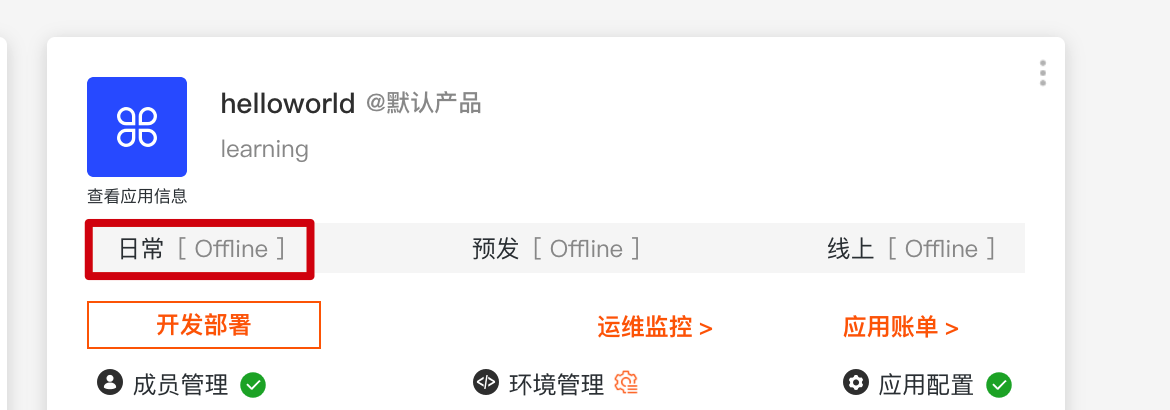 helloworld @默认产品
learning
查看应用信息
日常 [ Offline ] 预发 [ Offline ] 线上 [ Offline ]
开发部署 运维监控 > 应用账单 >
成员管理 环境管理 应用配置